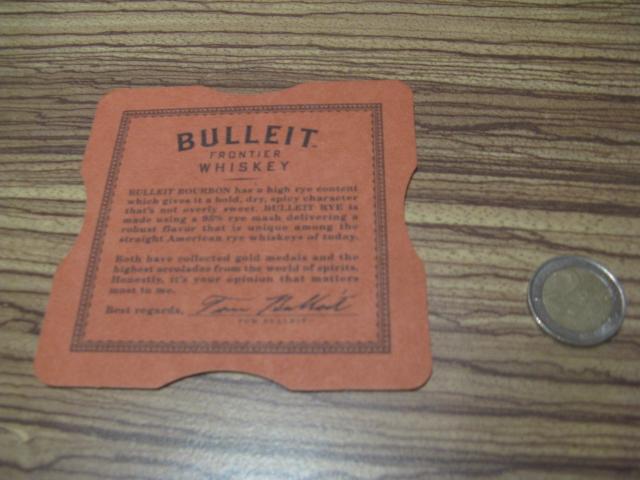 BULLEIT™
FRONTIER
WHISKEY
BULLEIT BOURBON has a high rye content
which gives it a bold, dry, spicy character
that's not overly sweet. BULLEIT RYE is
made using a 95% rye mash delivering a
robust flavor that is unique among the
straight American rye whiskeys of today.
Both have collected gold medals and the
highest accolades from the world of spirits.
Honestly, it's your opinion that matters
most to me.
Best regards, Tom Bulleit
TOM BULLEIT